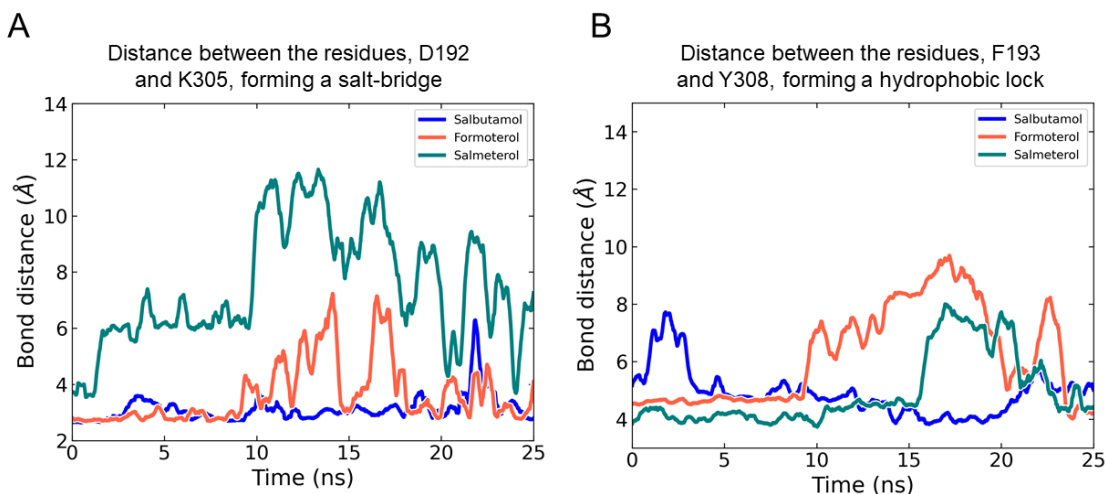 A
Distance between the residues, D192
and K305, forming a salt-bridge
14
12
10
8
6
4
2
Bond distance (Å)
Salbutamol
Formoterol
Salmeterol
0
5
10
15
20
25
Time (ns)
B
Distance between the residues, F193
and Y308, forming a hydrophobic lock
14
12
10
8
6
4
Bond distance (Å)
Salbutamol
Formoterol
Salmeterol
0
5
10
15
20
25
Time (ns)